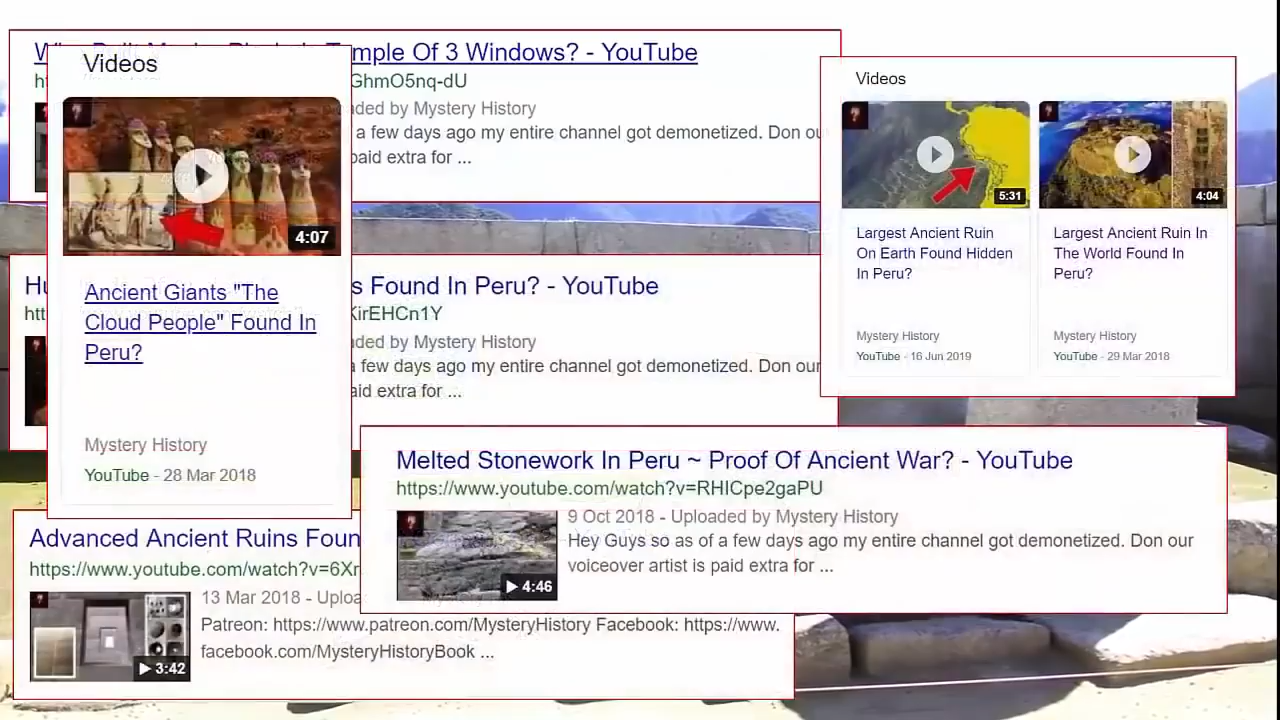 mple Of 3 Windows? - YouTube
GhmO5nq-dU
Uploaded by Mystery History
a few days ago my entire channel got demonetized. Don ou
paid extra for ...
Videos
4:07
Ancient Giants "The
Cloud People" Found In
Peru?
Mystery History
YouTube - 28 Mar 2018
s Found In Peru? - YouTube
KirEHCn1Y
ded by Mystery History
a few days ago my entire channel got demonetized. Don our
aid extra for ...
Videos
5:31
Largest Ancient Ruin
On Earth Found Hidden
In Peru?
Mystery History
YouTube - 16 Jun 2019
4:04
Largest Ancient Ruin In
The World Found In
Peru?
Mystery History
YouTube - 29 Mar 2018
Melted Stonework In Peru ~ Proof Of Ancient War? - YouTube
https://www.youtube.com/watch?v=RHICpe2gaPU
4:46
9 Oct 2018 - Uploaded by Mystery History
Hey Guys so as of a few days ago my entire channel got demonetized. Don our
voiceover artist is paid extra for ...
Advanced Ancient Ruins Foun
https://www.youtube.com/watch?v=6Xr
3:42
13 Mar 2018 - Uploa
Patreon: https://www.patreon.com/MysteryHistory Facebook: https://www.
facebook.com/MysteryHistoryBook ...